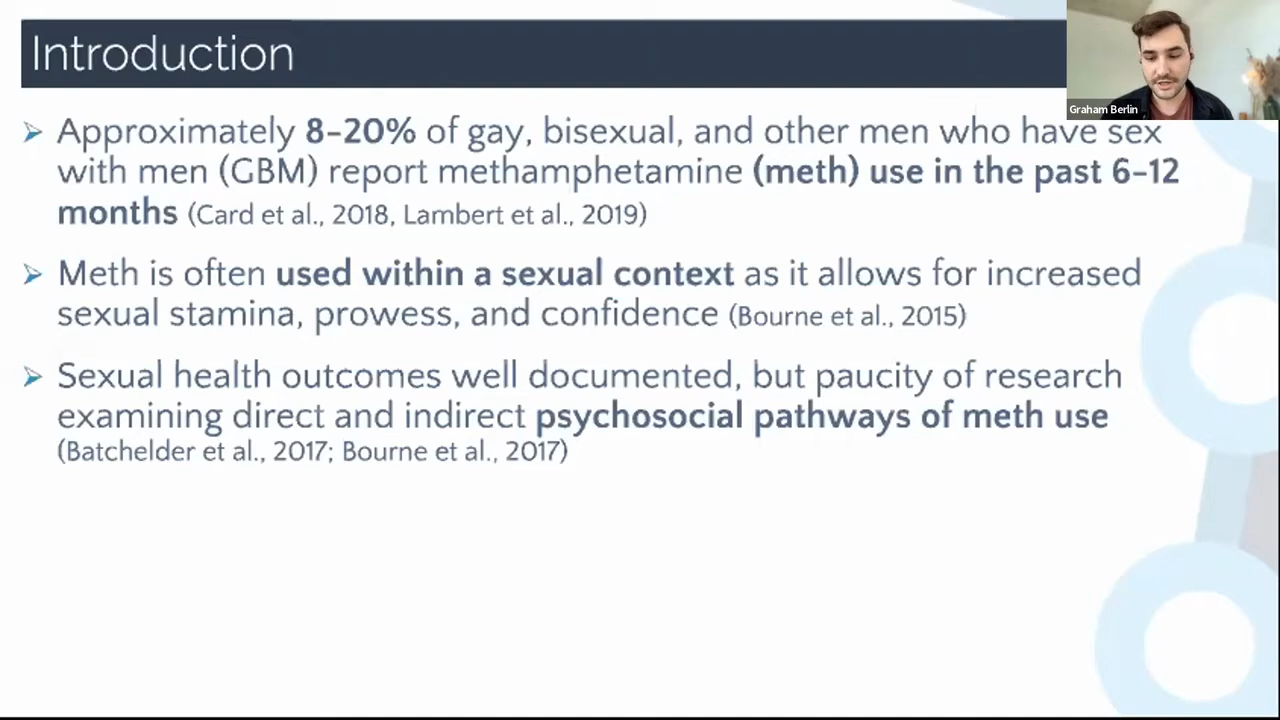 Introduction
Graham Berlin
Approximately 8-20% of gay, bisexual, and other men who have sex
with men (GBM) report methamphetamine (meth) use in the past 6-12
months (Card et al., 2018, Lambert et al., 2019)
Meth is often used within a sexual context as it allows for increased
sexual stamina, prowess, and confidence (Bourne et al., 2015)
Sexual health outcomes well documented, but paucity of research
examining direct and indirect psychosocial pathways of meth use
(Batchelder et al., 2017; Bourne et al., 2017)